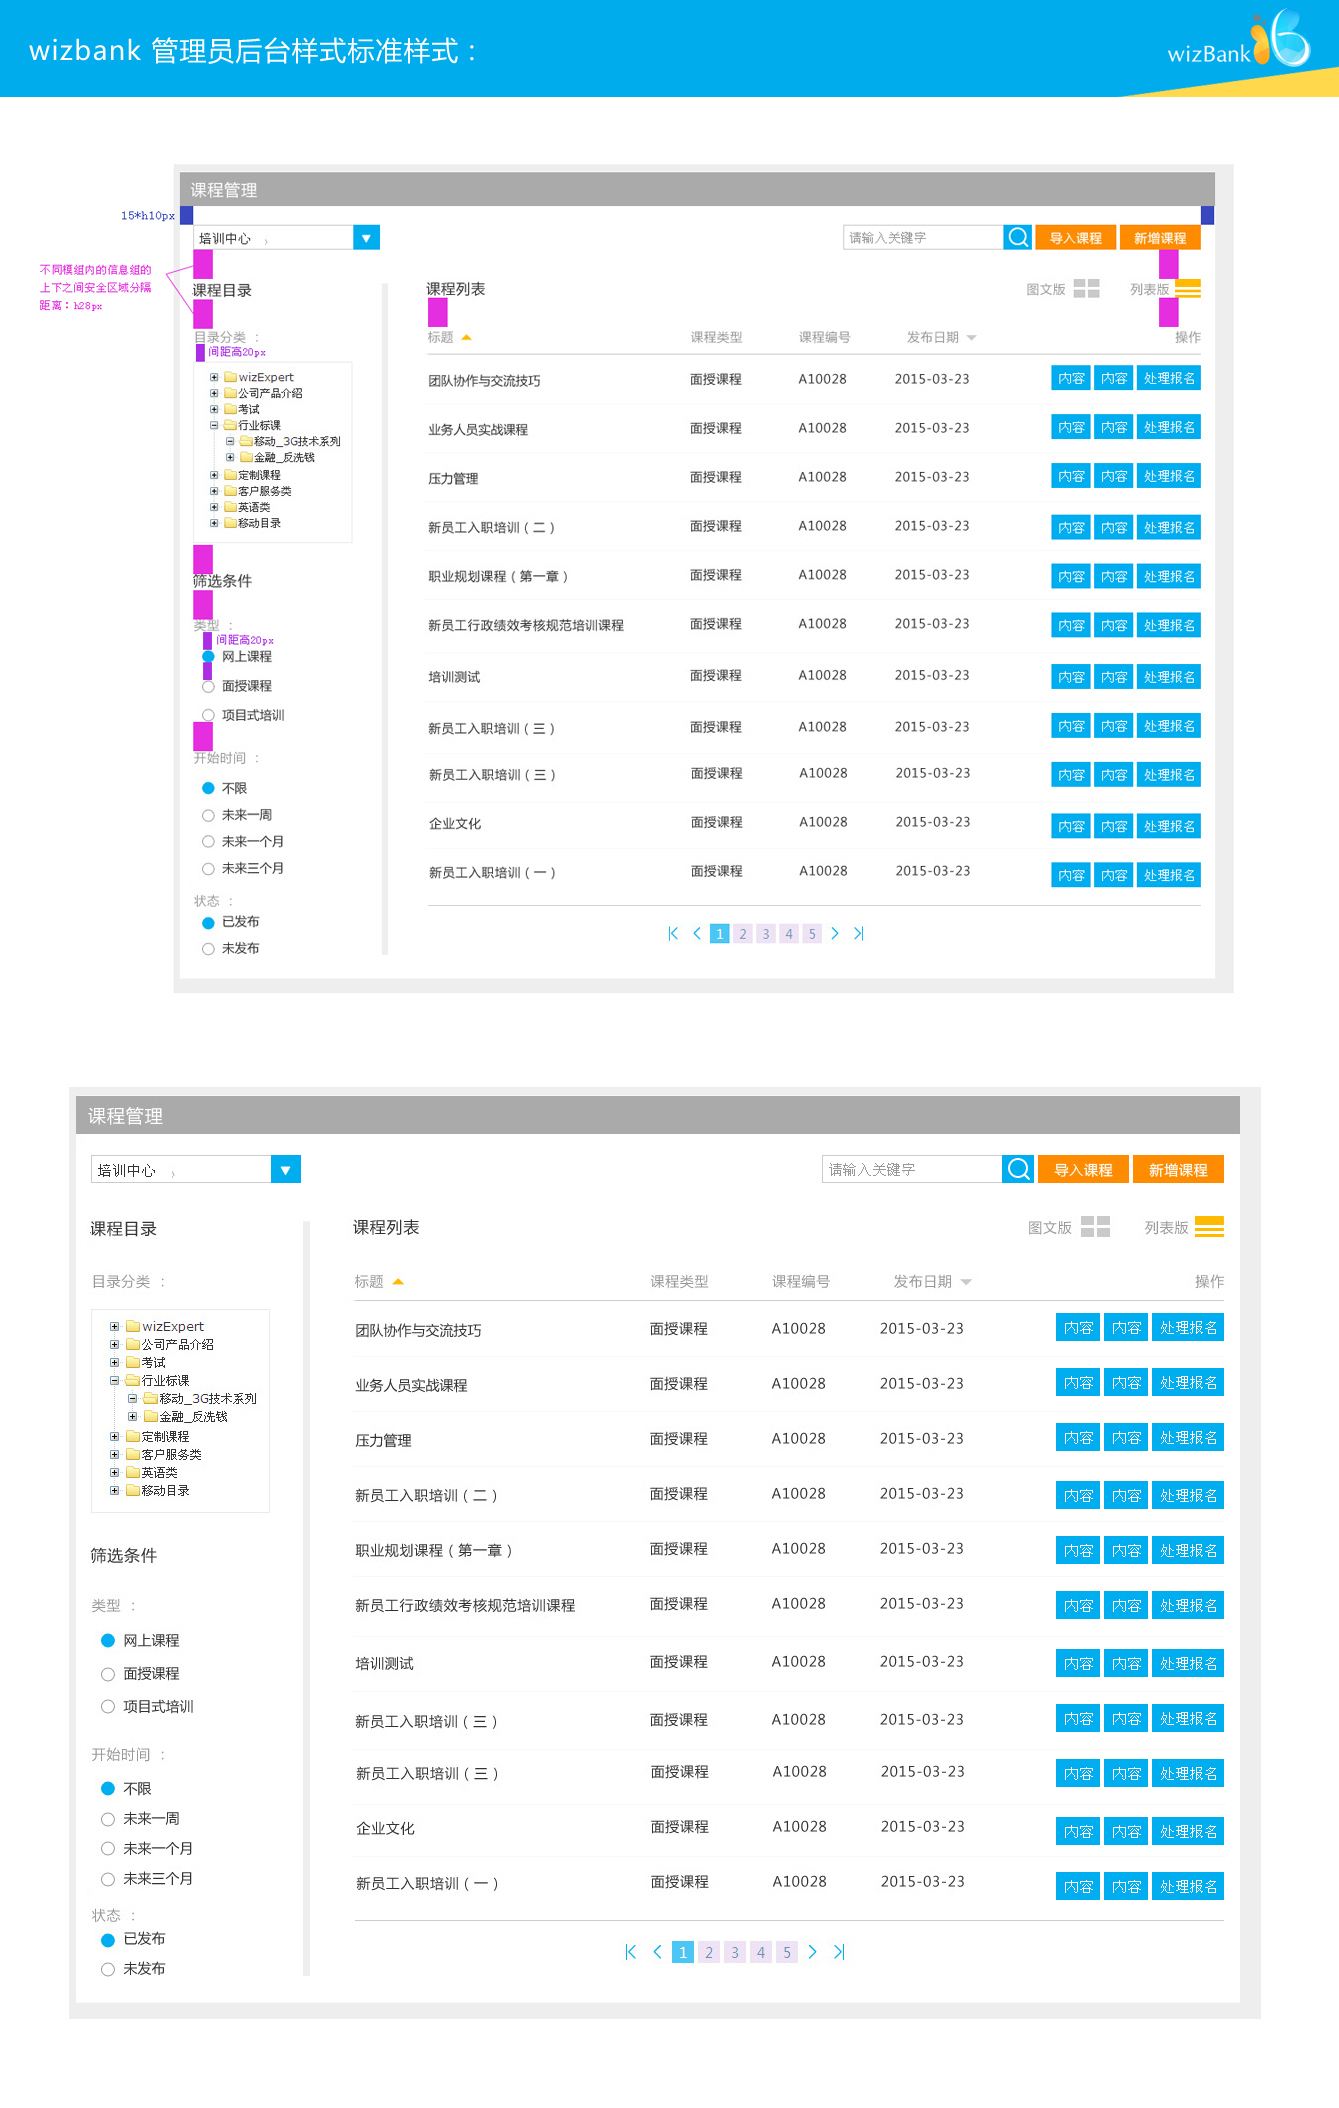 wizbank 管理员后台样式标准样式：
wizBank
课程管理
15*h10px
培训中心
请输入关键字 导入课程 新增课程
不同模组内的信息组的
上下之间安全区域分隔
距离：h28px
课程目录
课程列表 图文版 列表版
目录分类 ：
间距高20px
wizExpert
公司产品介绍
考试
行业标课
移动_3G技术系列
金融_反洗钱
定制课程
客户服务类
英语类
移动目录
筛选条件
类型 ：
间距高20px
网上课程
面授课程
项目式培训
开始时间 ：
不限
未来一周
未来一个月
未来三个月
状态 ：
已发布
未发布
标题 课程类型 课程编号 发布日期 操作
团队协作与交流技巧 面授课程 A10028 2015-03-23 内容 内容 处理报名
业务人员实战课程 面授课程 A10028 2015-03-23 内容 内容 处理报名
压力管理 面授课程 A10028 2015-03-23 内容 内容 处理报名
新员工入职培训（二） 面授课程 A10028 2015-03-23 内容 内容 处理报名
职业规划课程（第一章） 面授课程 A10028 2015-03-23 内容 内容 处理报名
新员工行政绩效考核规范培训课程 面授课程 A10028 2015-03-23 内容 内容 处理报名
培训测试 面授课程 A10028 2015-03-23 内容 内容 处理报名
新员工入职培训（三） 面授课程 A10028 2015-03-23 内容 内容 处理报名
新员工入职培训（三） 面授课程 A10028 2015-03-23 内容 内容 处理报名
企业文化 面授课程 A10028 2015-03-23 内容 内容 处理报名
新员工入职培训（一） 面授课程 A10028 2015-03-23 内容 内容 处理报名
1 2 3 4 5
课程管理
培训中心
请输入关键字 导入课程 新增课程
课程目录
课程列表 图文版 列表版
目录分类 ：
wizExpert
公司产品介绍
考试
行业标课
移动_3G技术系列
金融_反洗钱
定制课程
客户服务类
英语类
移动目录
筛选条件
类型 ：
网上课程
面授课程
项目式培训
开始时间 ：
不限
未来一周
未来一个月
未来三个月
状态 ：
已发布
未发布
标题 课程类型 课程编号 发布日期 操作
团队协作与交流技巧 面授课程 A10028 2015-03-23 内容 内容 处理报名
业务人员实战课程 面授课程 A10028 2015-03-23 内容 内容 处理报名
压力管理 面授课程 A10028 2015-03-23 内容 内容 处理报名
新员工入职培训（二） 面授课程 A10028 2015-03-23 内容 内容 处理报名
职业规划课程（第一章） 面授课程 A10028 2015-03-23 内容 内容 处理报名
新员工行政绩效考核规范培训课程 面授课程 A10028 2015-03-23 内容 内容 处理报名
培训测试 面授课程 A10028 2015-03-23 内容 内容 处理报名
新员工入职培训（三） 面授课程 A10028 2015-03-23 内容 内容 处理报名
新员工入职培训（三） 面授课程 A10028 2015-03-23 内容 内容 处理报名
企业文化 面授课程 A10028 2015-03-23 内容 内容 处理报名
新员工入职培训（一） 面授课程 A10028 2015-03-23 内容 内容 处理报名
1 2 3 4 5